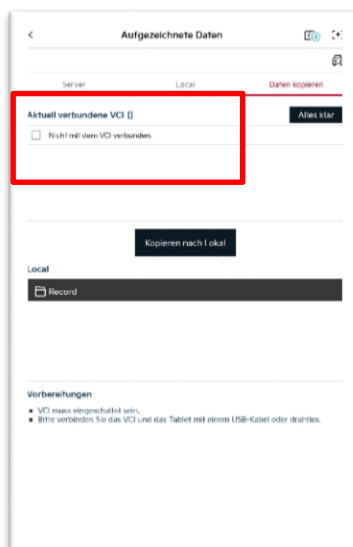 Aufgezeichnete Daten
Server Local Daten kopieren
Aktuell verbundene VCI [] Alles klar
Nicht mit dem VCI verbunden.
Kopieren nach Lokal
Local
Record
Vorbereitungen
VCI muss eingeschaltet sein.
Bitte verbinden Sie das VCI und das Tablet mit einem USB-Kabel oder drahtlos.